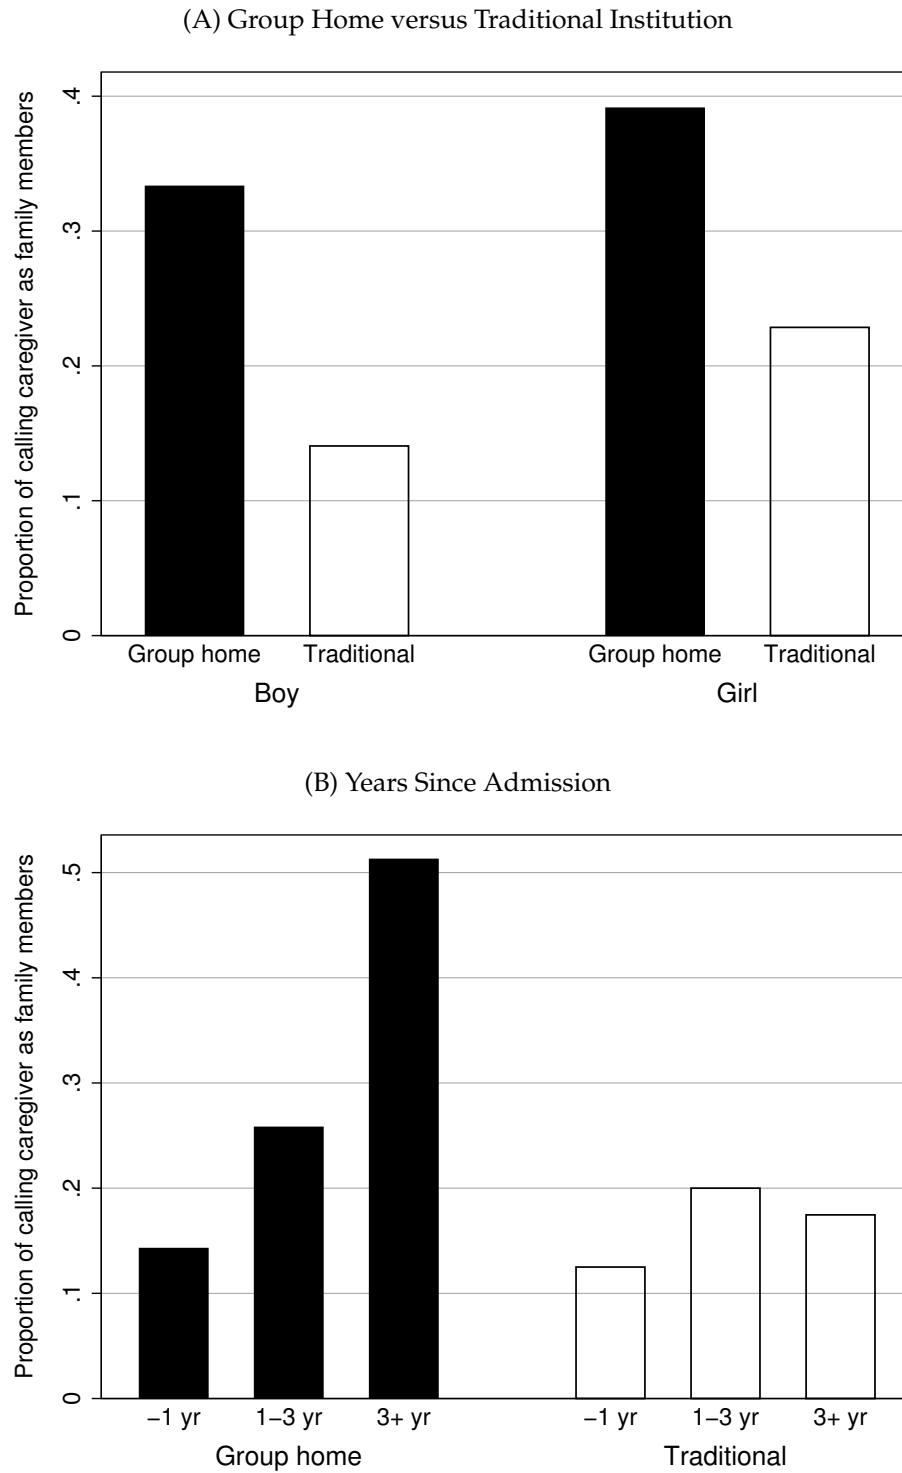 (A) Group Home versus Traditional Institution
Proportion of calling caregiver as family members
.4
.3
.2
.1
0
Group home Traditional Group home Traditional
Boy Girl
(B) Years Since Admission
Proportion of calling caregiver as family members
.5
.4
.3
.2
.1
0
−1 yr 1−3 yr 3+ yr −1 yr 1−3 yr 3+ yr
Group home Traditional